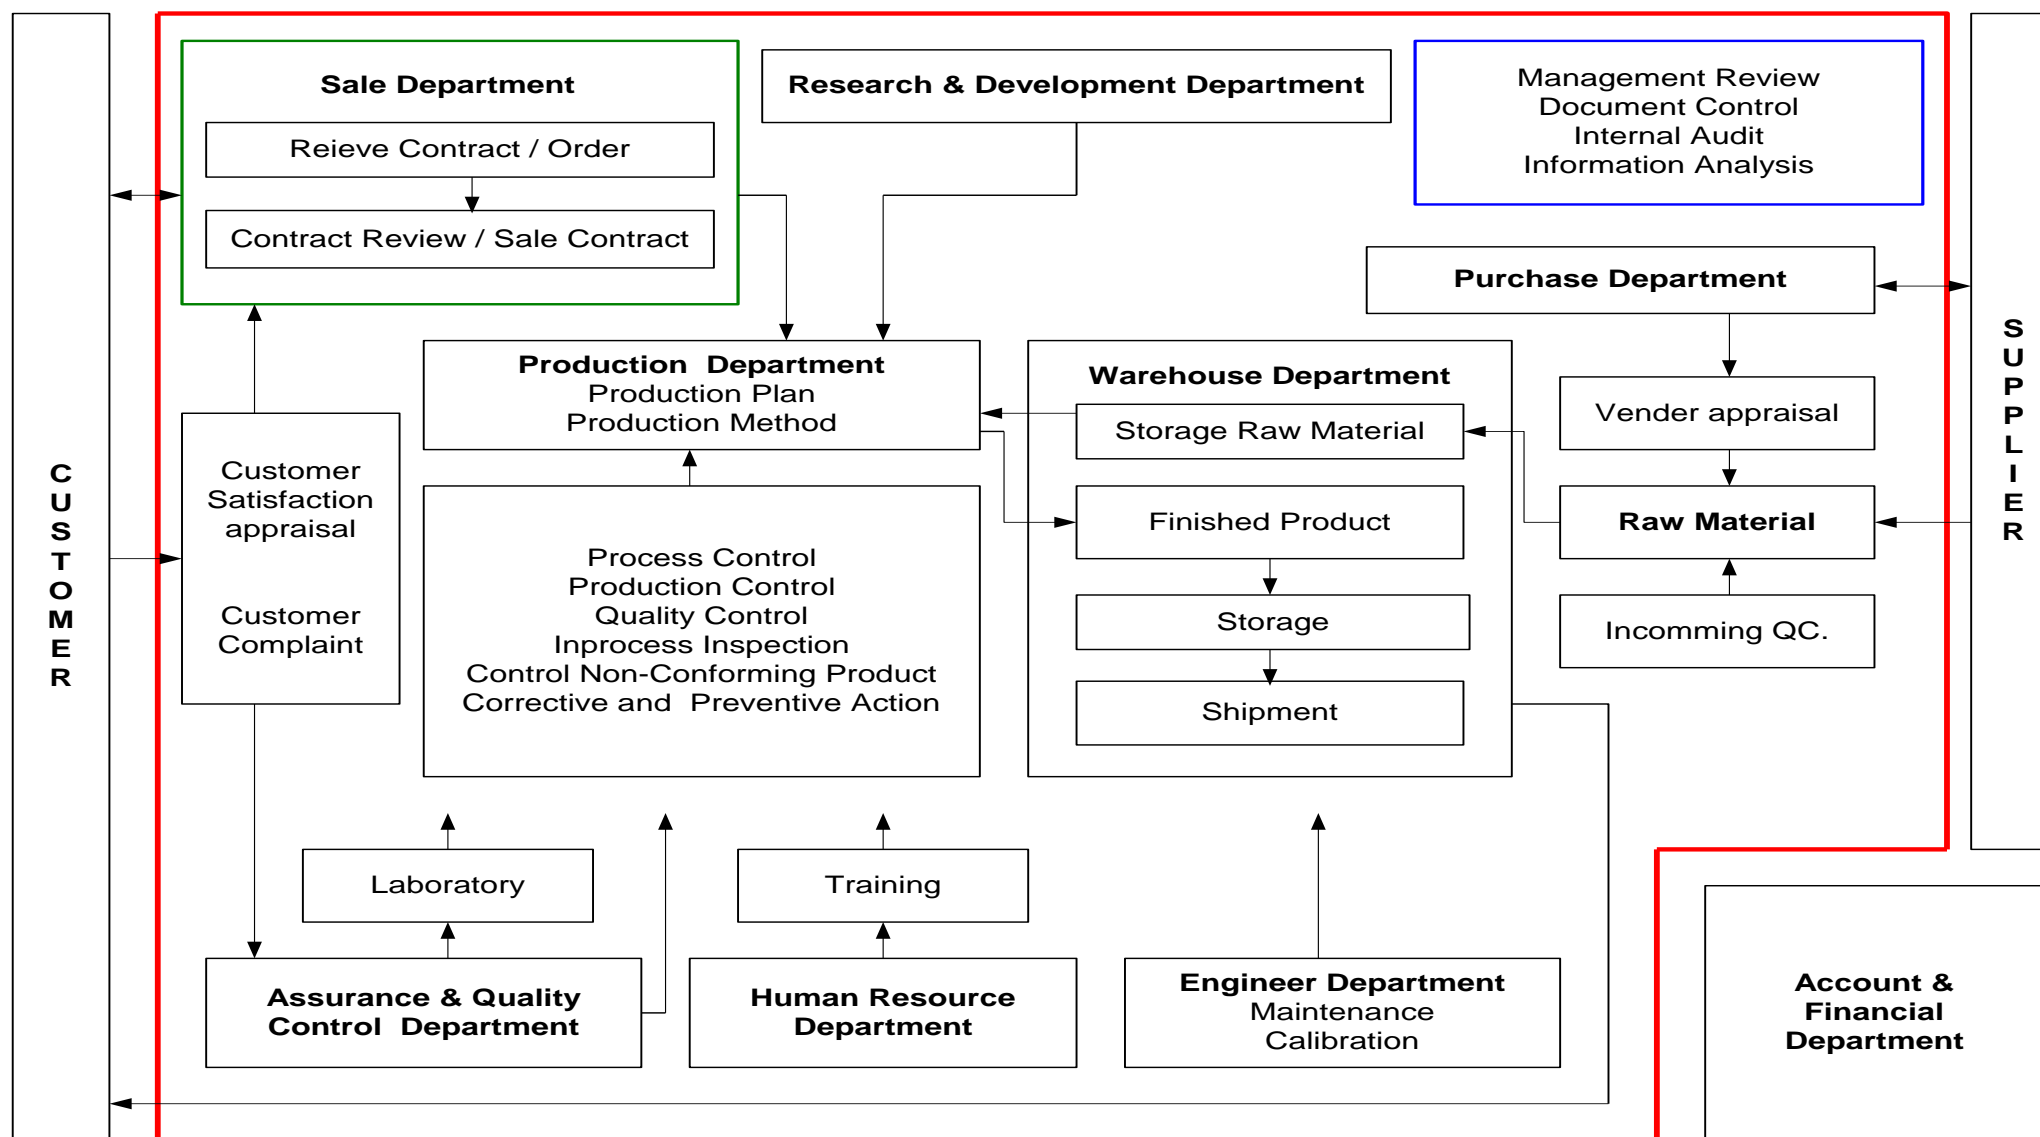 CUSTOMER
Sale Department
Reieve Contract / Order
Contract Review / Sale Contract
Research & Development Department
Management Review
Document Control
Internal Audit
Information Analysis
Purchase Department
SUPPLIER
Production  Department
Production Plan
Production Method
Warehouse Department
Storage Raw Material
Vender appraisal
Customer
Satisfaction
appraisal
Customer
Complaint
Process Control
Production Control
Quality Control
Inprocess Inspection
Control Non-Conforming Product
Corrective and  Preventive Action
Finished Product
Storage
Shipment
Raw Material
Incomming QC.
Laboratory
Training
Assurance & Quality
Control  Department
Human Resource
Department
Engineer Department
Maintenance
Calibration
Account &
Financial
Department